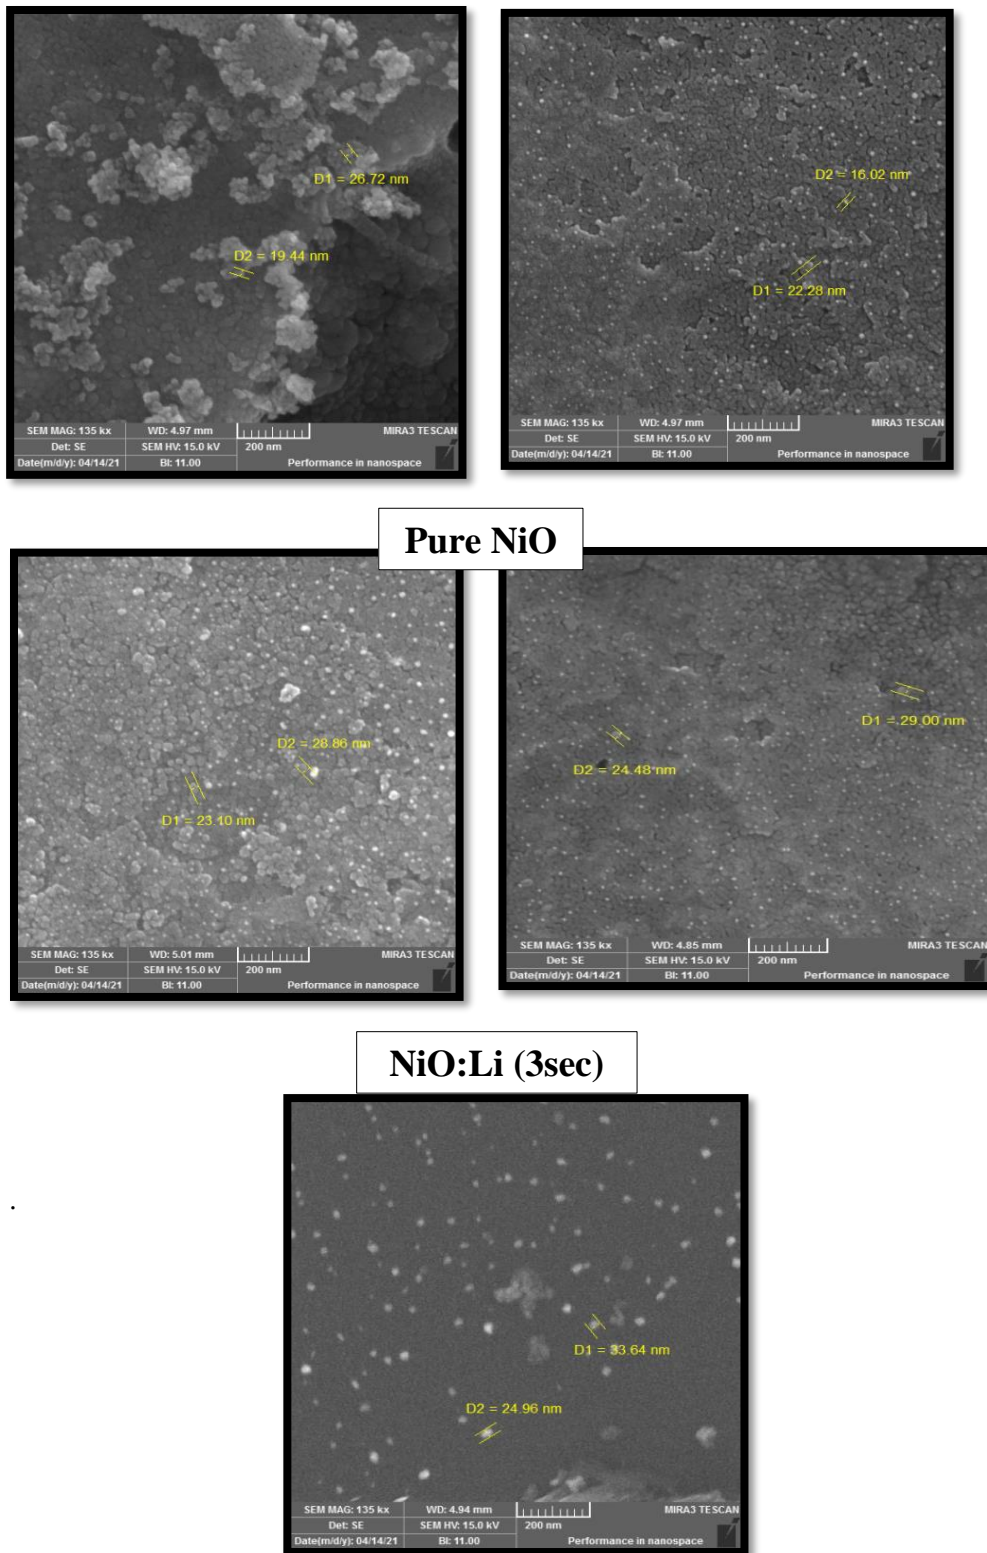 D1 = 26.72 nm
D2 = 19.44 nm
SEM MAG: 135 kx WD: 4.97 mm MIRA3 TESCAN
Det: SE SEM HV: 15.0 kV 200 nm
Date(m/d/y): 04/14/21 BI: 11.00 Performance in nanospace
D2 = 16.02 nm
D1 = 22.28 nm
SEM MAG: 135 kx WD: 4.97 mm MIRA3 TESCAN
Det: SE SEM HV: 15.0 kV 200 nm
Date(m/d/y): 04/14/21 BI: 11.00 Performance in nanospace
Pure NiO
D2 = 28.86 nm
D1 = 23.10 nm
SEM MAG: 135 kx WD: 5.01 mm MIRA3 TESCAN
Det: SE SEM HV: 15.0 kV 200 nm
Date(m/d/y): 04/14/21 BI: 11.00 Performance in nanospace
D1 = 29.00 nm
D2 = 24.48 nm
SEM MAG: 135 kx WD: 4.85 mm MIRA3 TESCAN
Det: SE SEM HV: 15.0 kV 200 nm
Date(m/d/y): 04/14/21 BI: 11.00 Performance in nanospace
NiO:Li (3sec)
.
D1 = 33.64 nm
D2 = 24.96 nm
SEM MAG: 135 kx WD: 4.94 mm MIRA3 TESCAN
Det: SE SEM HV: 15.0 kV 200 nm
Date(m/d/y): 04/14/21 BI: 11.00 Performance in nanospace